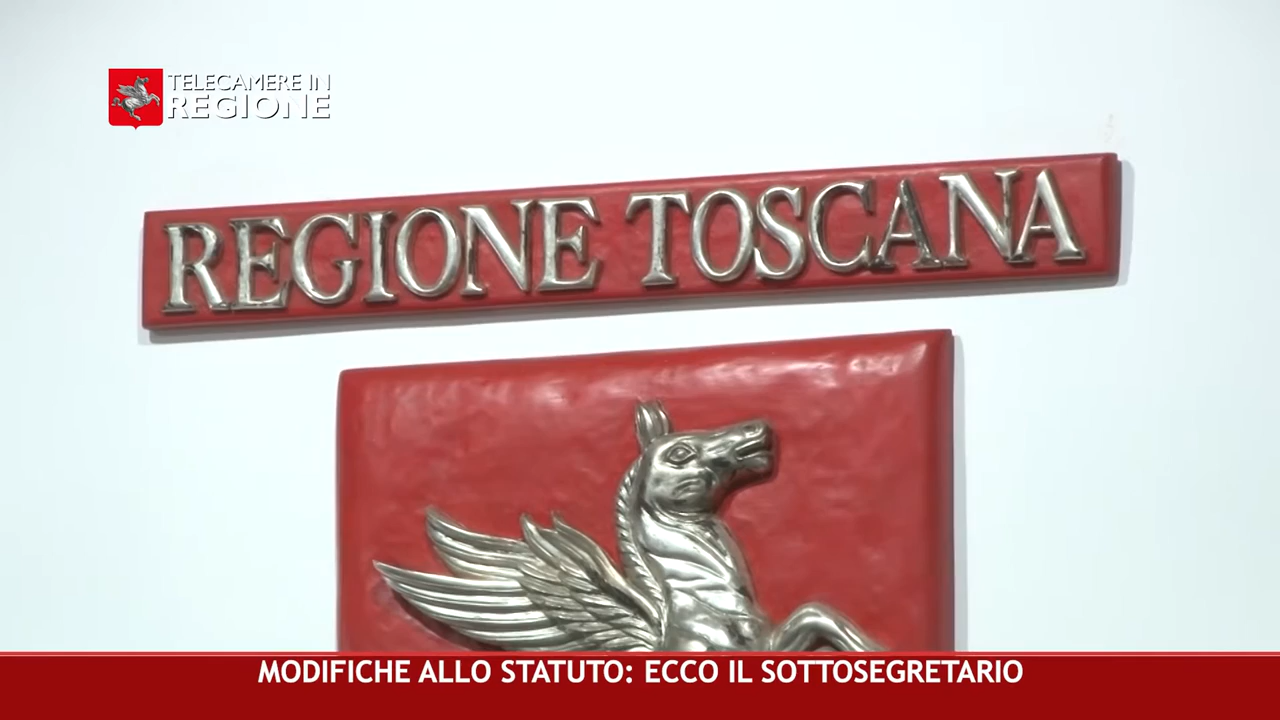 TELECAMERE IN
REGIONE
REGIONE TOSCANA
MODIFICHE ALLO STATUTO: ECCO IL SOTTOSEGRETARIO